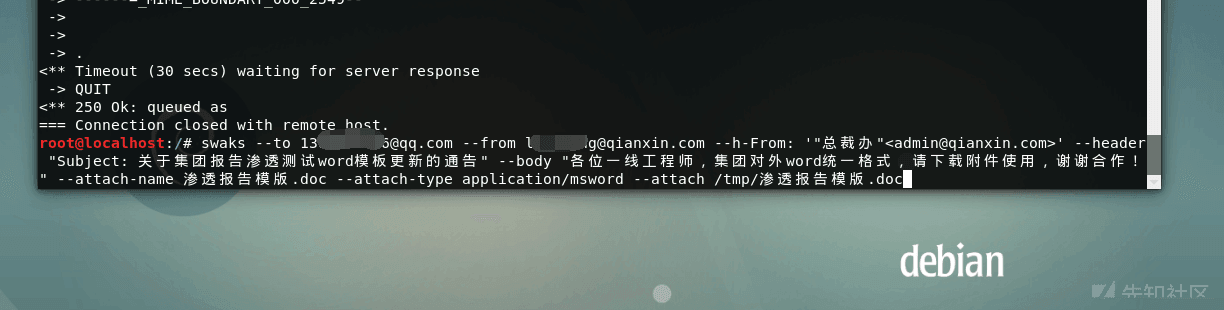 ->
->
->
-> .
<** Timeout (30 secs) waiting for server response
-> QUIT
<** 250 Ok: queued as
=== Connection closed with remote host.
root@localhost:/# swaks --to 13 6@qq.com --from l g@qianxin.com --h-From: '"总裁办"<admin@qianxin.com>' --header
"Subject: 关于集团报告渗透测试word模板更新的通告" --body "各位一线工程师，集团对外word统一格式，请下载附件使用，谢谢合作！
" --attach-name 渗透报告模版.doc --attach-type application/msword --attach /tmp/渗透报告模版.doc
debian
先知社区